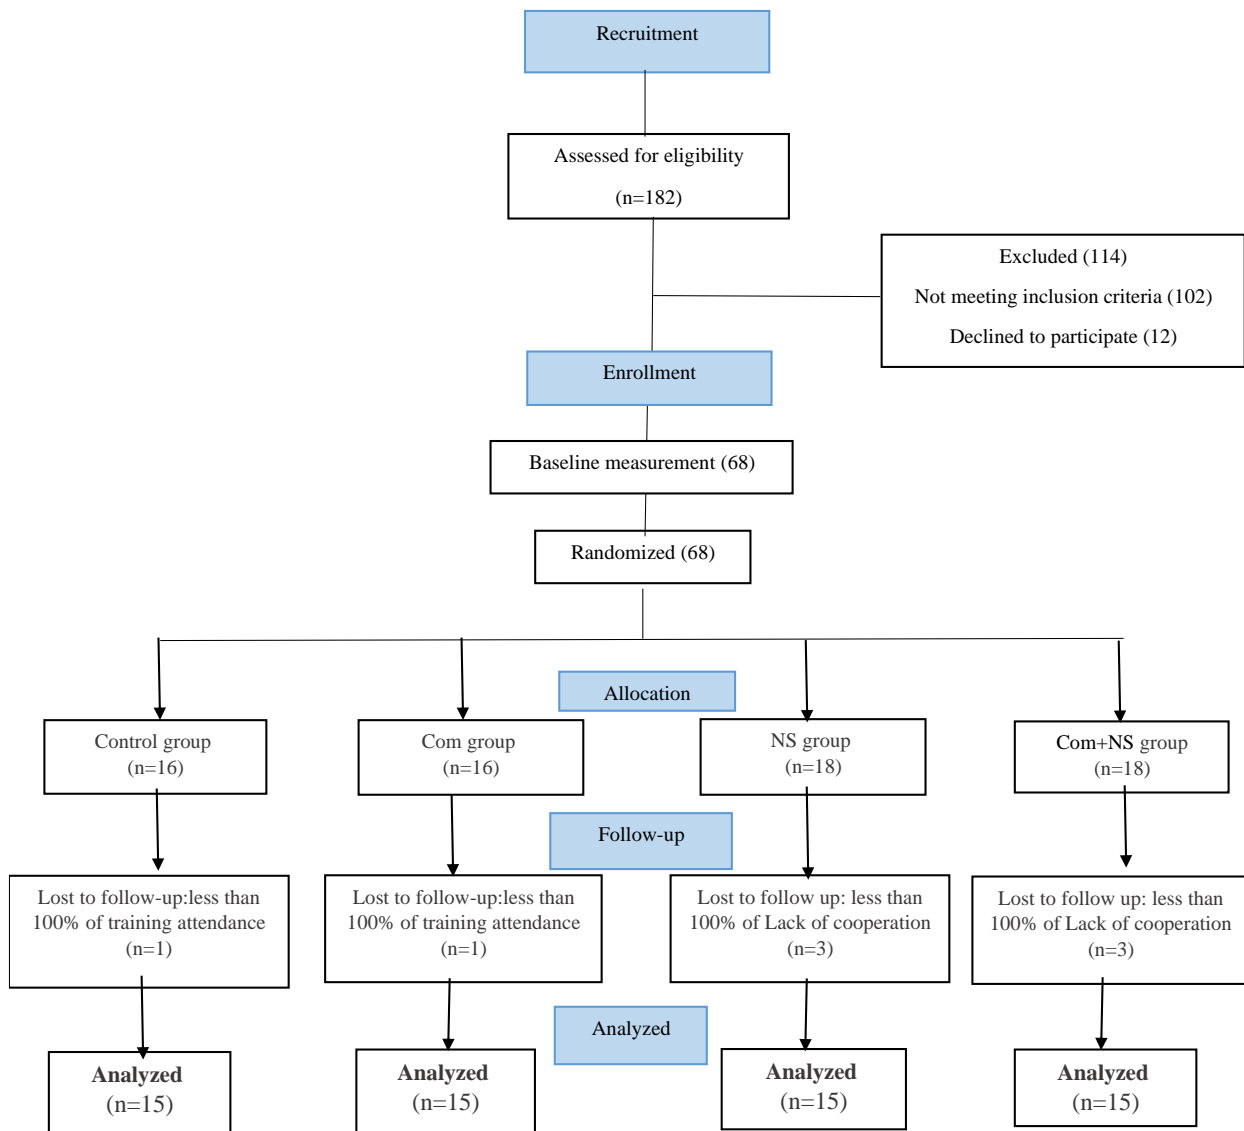 Recruitment
Assessed for eligibility
(n=182)
Excluded (114)
Not meeting inclusion criteria (102)
Declined to participate (12)
Enrollment
Baseline measurement (68)
Randomized (68)
Allocation
Control group
(n=16)
Com group
(n=16)
NS group
(n=18)
Com+NS group
(n=18)
Follow-up
Lost to follow-up:less than
100% of training attendance
(n=1)
Lost to follow-up:less than
100% of training attendance
(n=1)
Lost to follow up: less than
100% of Lack of cooperation
(n=3)
Lost to follow up: less than
100% of Lack of cooperation
(n=3)
Analyzed
Analyzed
(n=15)
Analyzed
(n=15)
Analyzed
(n=15)
Analyzed
(n=15)